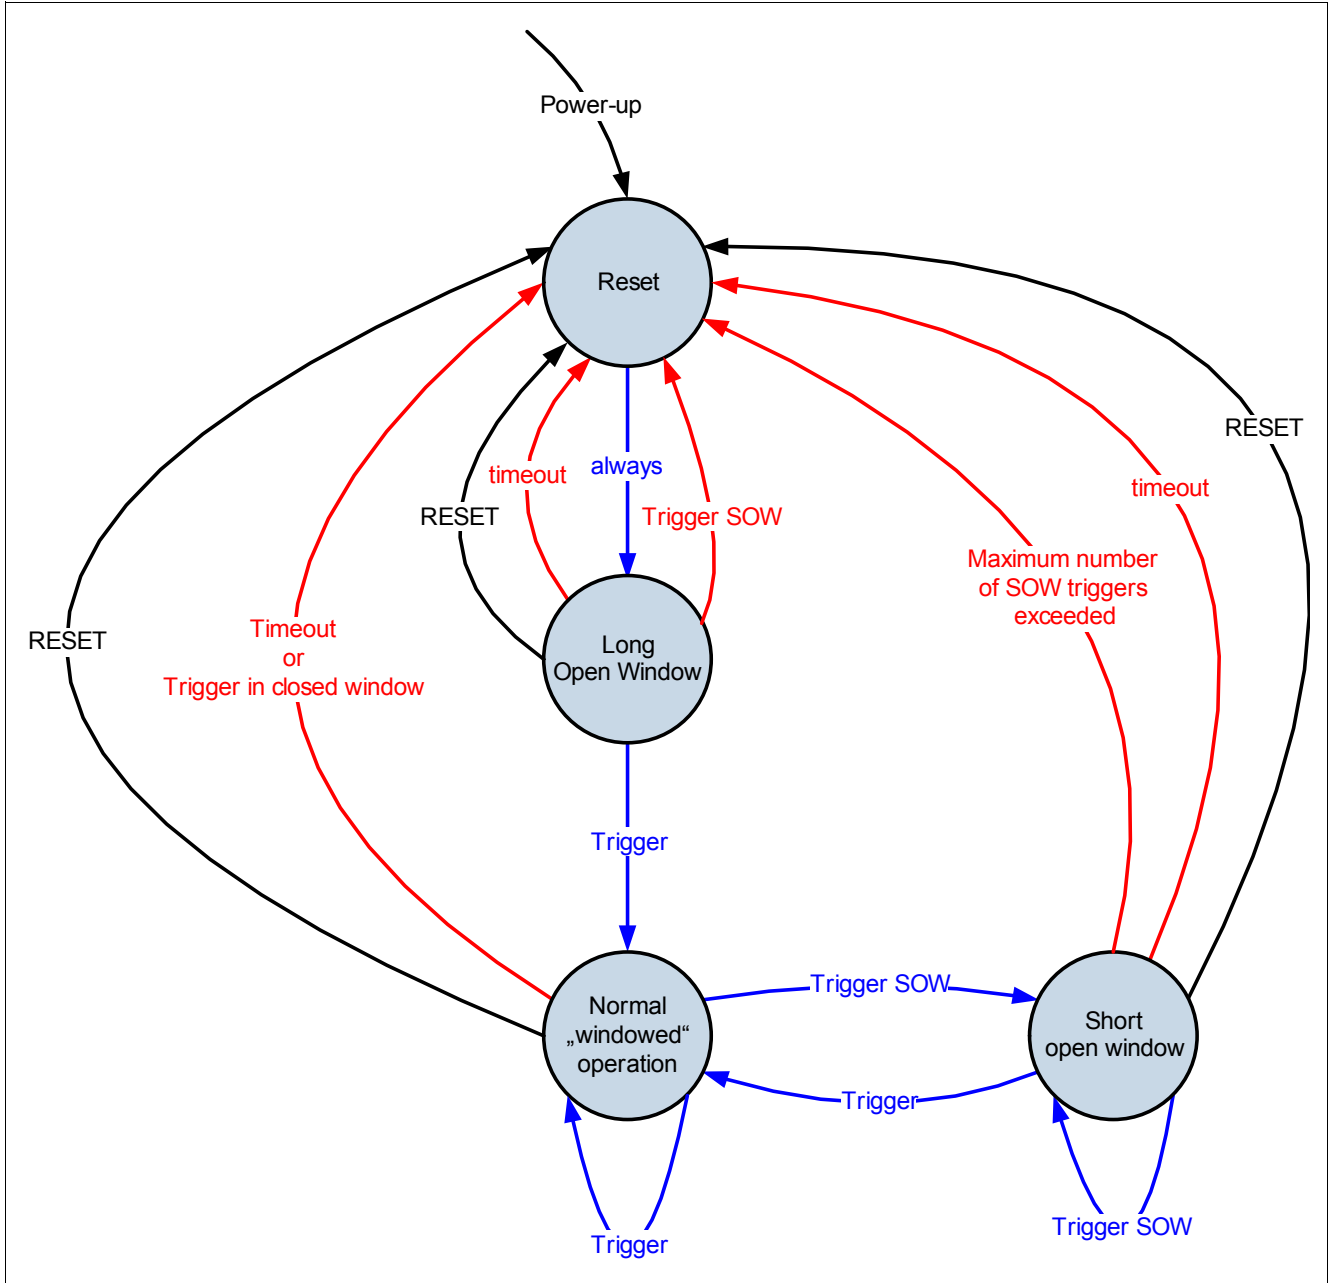 Power-up
Reset
RESET
timeout
always
timeout
RESET
Trigger SOW
Maximum number
of SOW triggers
exceeded
Timeout
or
Trigger in closed window
RESET
Long
Open Window
Trigger
Trigger SOW
Normal
„windowed“
operation
Short
open window
Trigger
Trigger SOW
Trigger